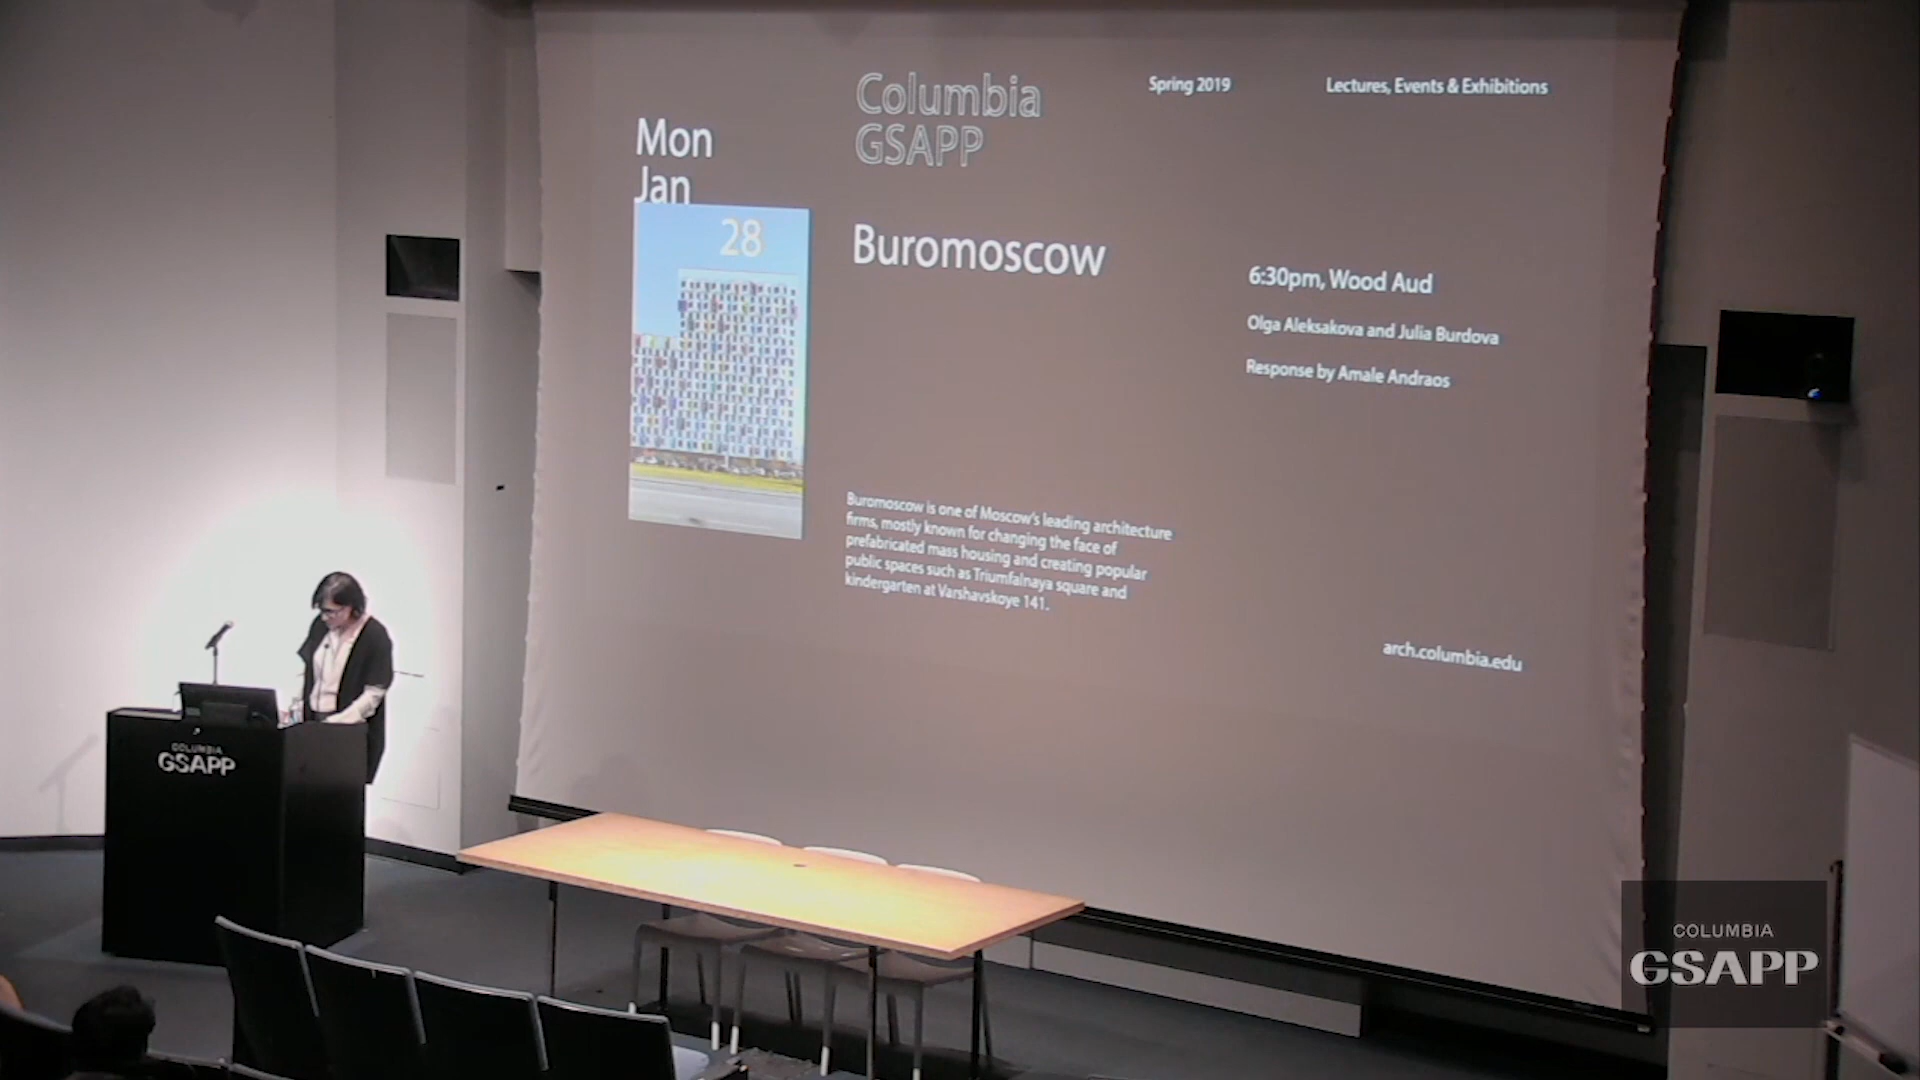 Columbia
GSAPP
Spring 2019
Lectures, Events & Exhibitions
Mon
Jan
28
Buromoscow
6:30pm, Wood Aud
Olga Aleksakova and Julia Burdova
Response by Amale Andraos
Buromoscow is one of Moscow's leading architecture
firms, mostly known for changing the face of
prefabricated mass housing and creating popular
public spaces such as Triumfalnaya square and
kindergarten at Varshavskoye 141.
arch.columbia.edu
COLUMBIA
GSAPP
COLUMBIA
GSAPP